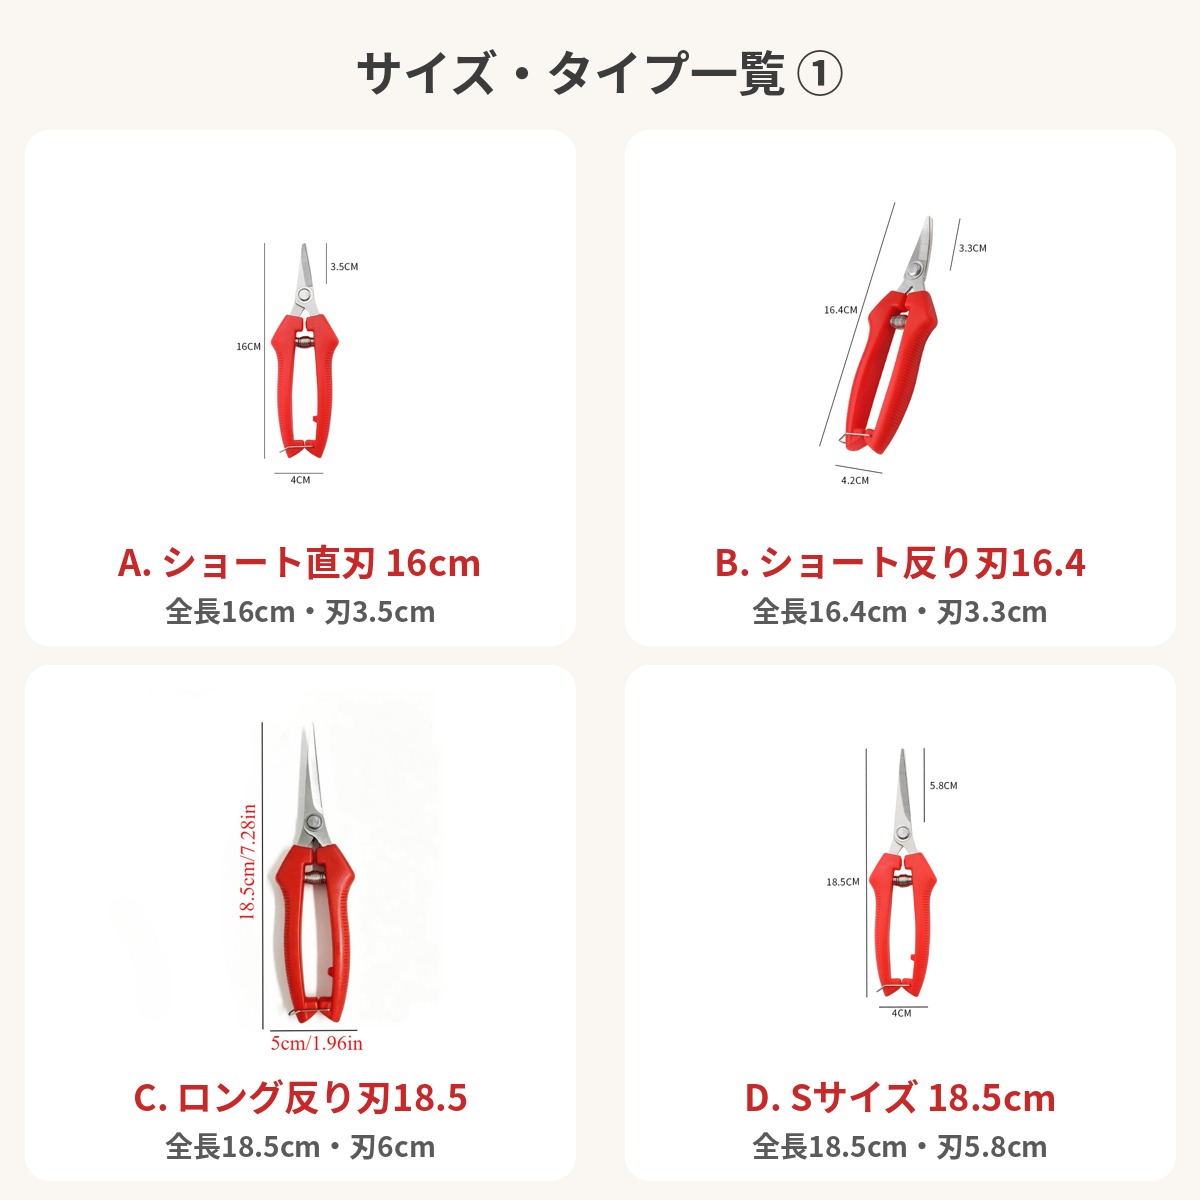 サイズ・タイプ一覧 ①
3.5CM
16CM
4CM
A. ショート直刃 16cm
全長16cm・刃3.5cm
3.3CM
16.4CM
4.2CM
B. ショート反り刃16.4
全長16.4cm・刃3.3cm
18.5cm/7.28in
5cm/1.96in
C. ロング反り刃18.5
全長18.5cm・刃6cm
5.8CM
18.5CM
4CM
D. Sサイズ 18.5cm
全長18.5cm・刃5.8cm